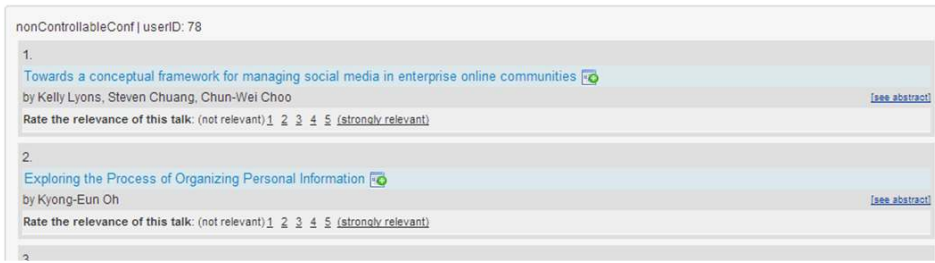 nonControllableConf | userID: 78
1.
Towards a conceptual framework for managing social media in enterprise online communities
by Kelly Lyons, Steven Chuang, Chun-Wei Choo [see abstract]
Rate the relevance of this talk: (not relevant) 1 2 3 4 5 (strongly relevant)
2.
Exploring the Process of Organizing Personal Information
by Kyong-Eun Oh [see abstract]
Rate the relevance of this talk: (not relevant) 1 2 3 4 5 (strongly relevant)
3